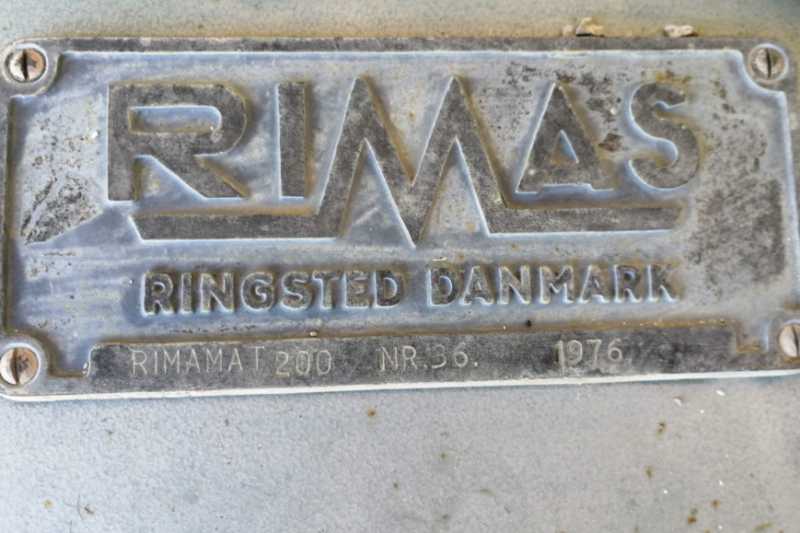 RIMAS
RINGSTED DANMARK
RIMAMAT 200 NR.36. 1976